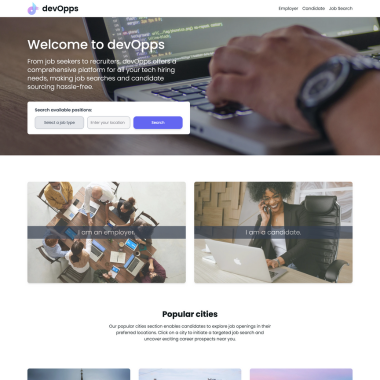 devOpps
Employer Candidate Job Search
Welcome to devOpps
From job seekers to recruiters, devOpps offers a
comprehensive platform for all your tech hiring
needs, making job searches and candidate
sourcing hassle-free.
Search available positions:
Select a job type
Enter your location
Search
I am an employer.
I am a candidate.
Popular cities
Our popular cities section enables candidates to explore job openings in their
preferred locations. Click on a city to initiate a targeted job search and
uncover exciting career prospects near you.